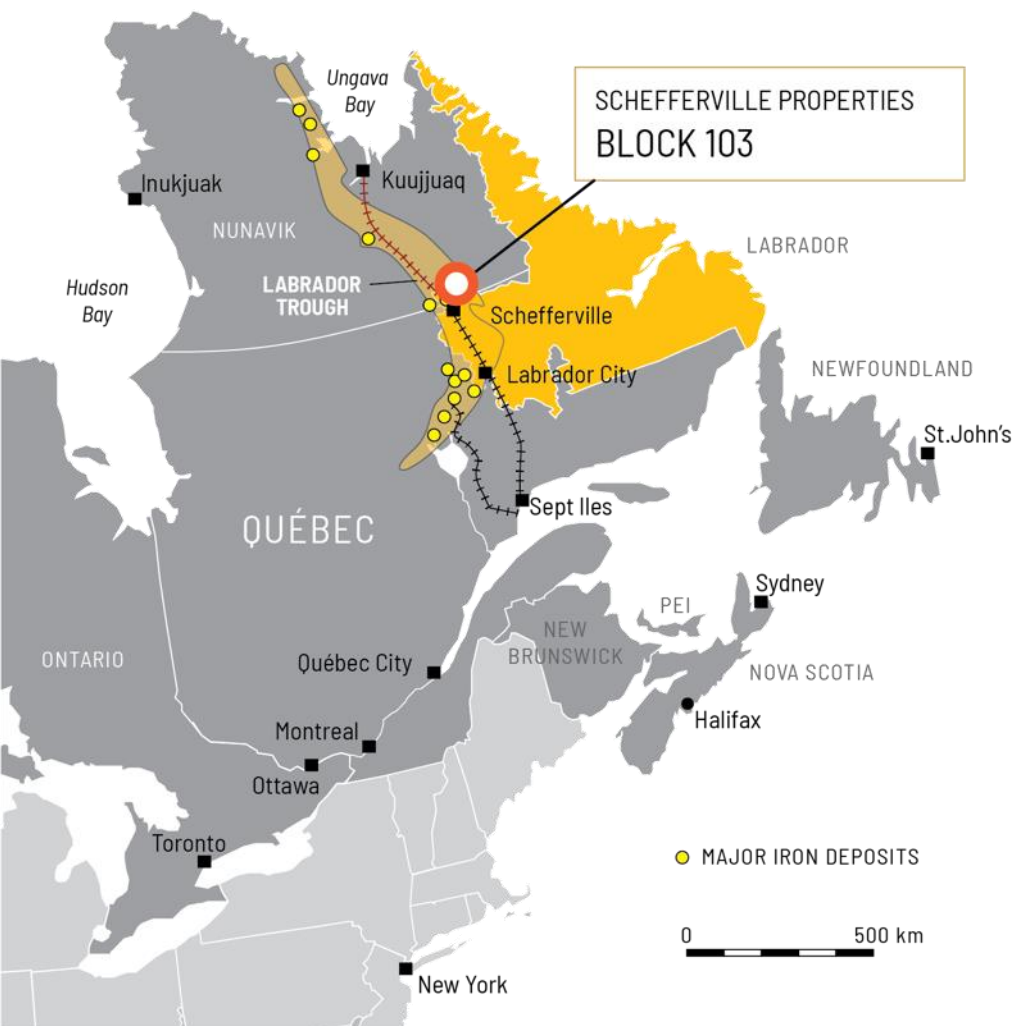 Ungava
Bay
SCHEFFERVILLE PROPERTIES
BLOCK 103
Inukjuak
Kuujjuaq
NUNAVIK
LABRADOR
LABRADOR
TROUGH
Hudson
Bay
Schefferville
Labrador City
NEWFOUNDLAND
St.John's
Sept Iles
QUÉBEC
Sydney
PEI
NEW
BRUNSWICK
ONTARIO
Québec City
NOVA SCOTIA
Halifax
Montreal
Ottawa
Toronto
MAJOR IRON DEPOSITS
0 500 km
New York